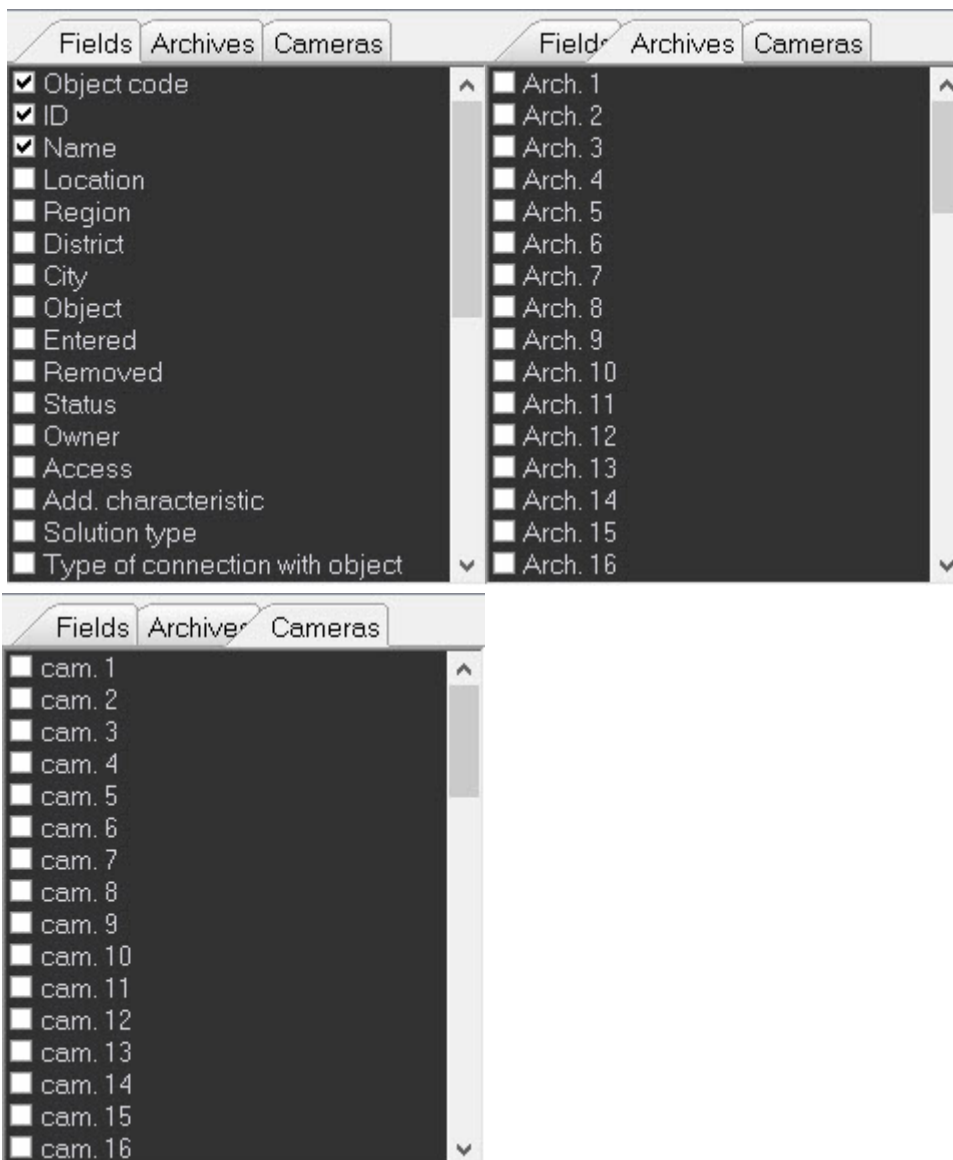 Fields Archives Cameras
Object code
ID
Name
Location
Region
District
City
Object
Entered
Removed
Status
Owner
Access
Add. characteristic
Solution type
Type of connection with object
Fields Archives Cameras
Arch. 1
Arch. 2
Arch. 3
Arch. 4
Arch. 5
Arch. 6
Arch. 7
Arch. 8
Arch. 9
Arch. 10
Arch. 11
Arch. 12
Arch. 13
Arch. 14
Arch. 15
Arch. 16
Fields Archives Cameras
cam. 1
cam. 2
cam. 3
cam. 4
cam. 5
cam. 6
cam. 7
cam. 8
cam. 9
cam. 10
cam. 11
cam. 12
cam. 13
cam. 14
cam. 15
cam. 16